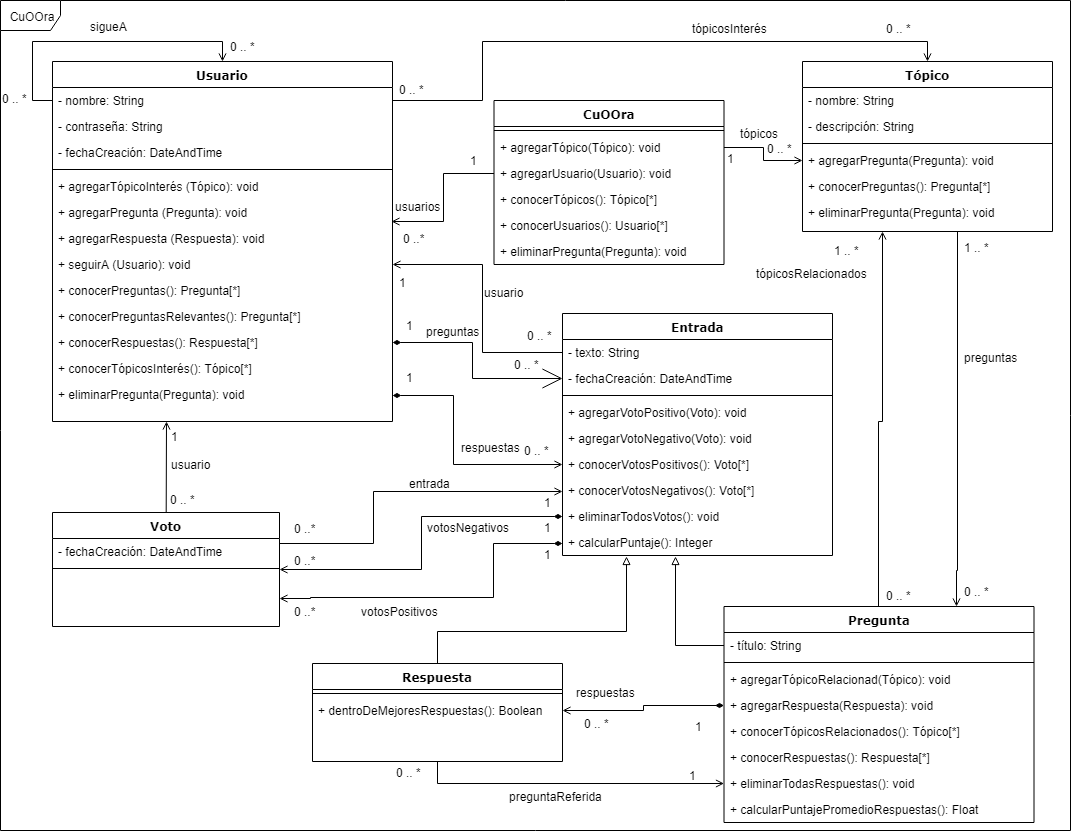 CuOOra
sigueA
0 .. *
0 .. *
Usuario
- nombre: String
- contraseña: String
- fechaCreación: DateAndTime
+ agregarTópicoInterés (Tópico): void
+ agregarPregunta (Pregunta): void
+ agregarRespuesta (Respuesta): void
+ seguirA (Usuario): void
+ conocerPreguntas(): Pregunta[*]
+ conocerPreguntasRelevantes(): Pregunta[*]
+ conocerRespuestas(): Respuesta[*]
+ conocerTópicosInterés(): Tópico[*]
+ eliminarPregunta(Pregunta): void
tópicosInterés
0 .. *
0 .. *
CuOOra
+ agregarTópico(Tópico): void
+ agregarUsuario(Usuario): void
+ conocerTópicos(): Tópico[*]
+ conocerUsuarios(): Usuario[*]
+ eliminarPregunta(Pregunta): void
1
usuarios
0 ..*
tópicos
1
0 .. *
Tópico
- nombre: String
- descripción: String
+ agregarPregunta(Pregunta): void
+ conocerPreguntas(): Pregunta[*]
+ eliminarPregunta(Pregunta): void
1 .. *
tópicosRelacionados
0 .. *
1 .. *
preguntas
0 .. *
1
usuario
0 .. *
1
preguntas
0 .. *
1
respuestas
0 .. *
Entrada
- texto: String
- fechaCreación: DateAndTime
+ agregarVotoPositivo(Voto): void
+ agregarVotoNegativo(Voto): void
+ conocerVotosPositivos(): Voto[*]
+ conocerVotosNegativos(): Voto[*]
+ eliminarTodosVotos(): void
+ calcularPuntaje(): Integer
1
usuario
0 .. *
Voto
- fechaCreación: DateAndTime
entrada
0 .. *
1
votosNegativos
1
0 .. *
1
0 ..*
votosPositivos
Respuesta
+ dentroDeMejoresRespuestas(): Boolean
respuestas
0 .. *
1
0 .. *
1
preguntaReferida
Pregunta
- título: String
+ agregarTópicoRelacionad(Tópico): void
+ agregarRespuesta(Respuesta): void
+ conocerTópicosRelacionados(): Tópico[*]
+ conocerRespuestas(): Respuesta[*]
+ eliminarTodasRespuestas(): void
+ calcularPuntajePromedioRespuestas(): Float